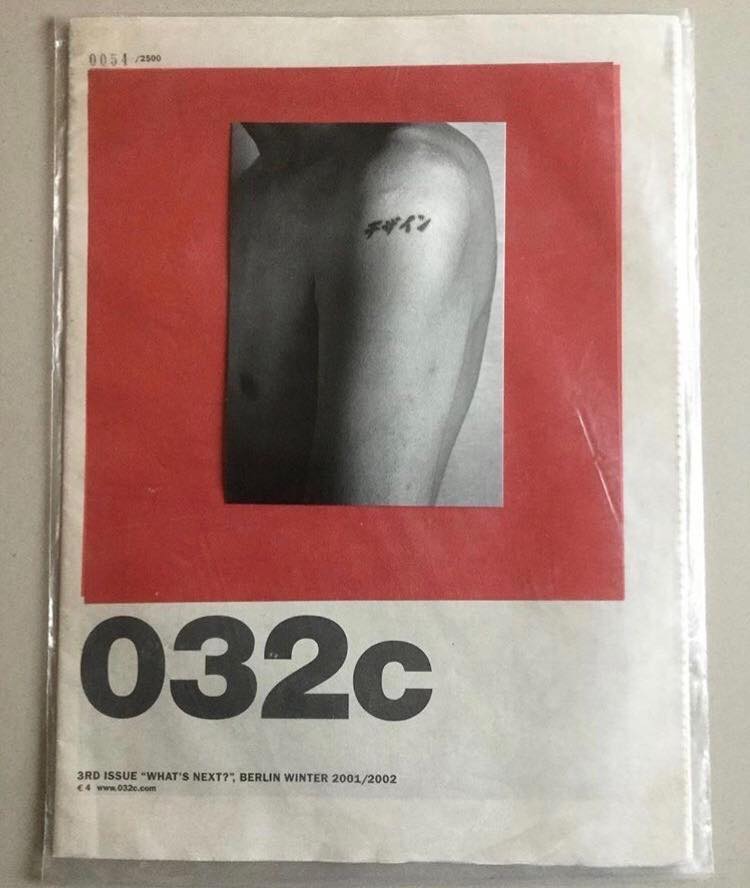 0054 /2500
デザイン
032c
3RD ISSUE "WHAT'S NEXT?", BERLIN WINTER 2001/2002
€ 4 www.032c.com